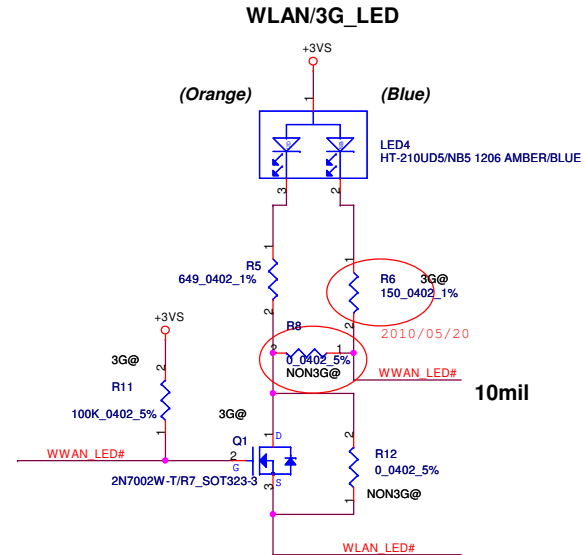 WLAN/3G_LED
+3VS
(Orange)
(Blue)
1
LED4
HT-210UD5/NB5 1206 AMBER/BLUE
3
2
1
1
R5
649_0402_1%
R6
3G@
150_0402_1%
2
2
2010/05/20
+3VS
R8
2
1
0_0402_5%
NON3G@
WWAN_LED#
10mil
3G@
2
R11
100K_0402_5%
1
3G@
Q1
1
D
2
R12
0_0402_5%
WWAN_LED#
2
G
2N7002W-T/R7_SOT323-3
3
S
1
NON3G@
WLAN_LED#